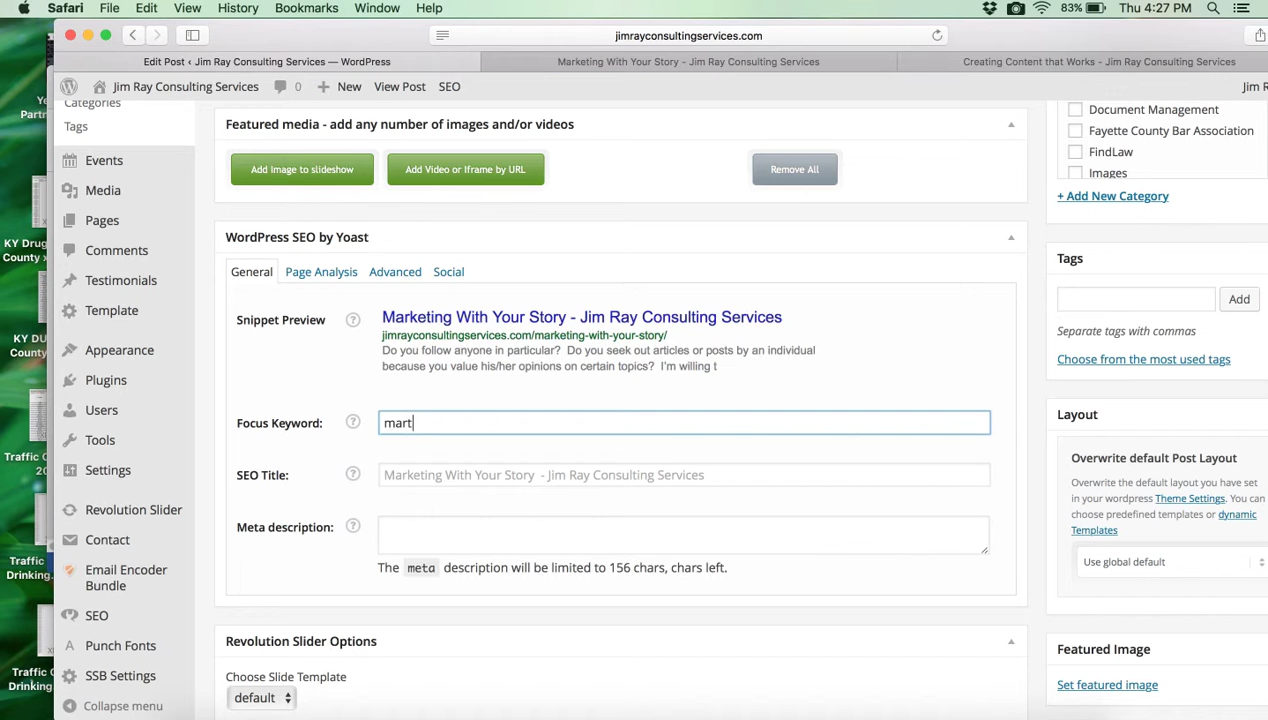 Safari File Edit View History Bookmarks Window Help 83% Thu 4:27 PM
jimrayconsultingservices.com
Edit Post ‹ Jim Ray Consulting Services — WordPress Marketing With Your Story - Jim Ray Consulting Services Creating Content that Works - Jim Ray Consulting Services
Jim Ray Consulting Services 0 New View Post SEO Jim R
Categories
Tags
Events
Media
Pages
Comments
Testimonials
Template
Appearance
Plugins
Users
Tools
Settings
Revolution Slider
Contact
Email Encoder
Bundle
SEO
Punch Fonts
SSB Settings
Collapse menu
Featured media - add any number of images and/or videos
Add Image to slideshow Add Video or Iframe by URL Remove All
WordPress SEO by Yoast
General Page Analysis Advanced Social
Snippet Preview ? Marketing With Your Story - Jim Ray Consulting Services
jimrayconsultingservices.com/marketing-with-your-story/
Do you follow anyone in particular? Do you seek out articles or posts by an individual
because you value his/her opinions on certain topics? I'm willing t
Focus Keyword: ? mart
SEO Title: ? Marketing With Your Story - Jim Ray Consulting Services
Meta description: ?
The meta description will be limited to 156 chars, chars left.
Revolution Slider Options
Choose Slide Template
default
Document Management
Fayette County Bar Association
FindLaw
Images
+ Add New Category
Tags
Add
Separate tags with commas
Choose from the most used tags
Layout
Overwrite default Post Layout
Overwrite the default layout you have set
in your wordpress Theme Settings. You can
choose predefined templates or dynamic
Templates
Use global default
Featured Image
Set featured image
Ye
Partn
KY Drug
County x
KY DU
County
Traffic C
20
Traffic
Drinking.
Traffic C
Drinking..